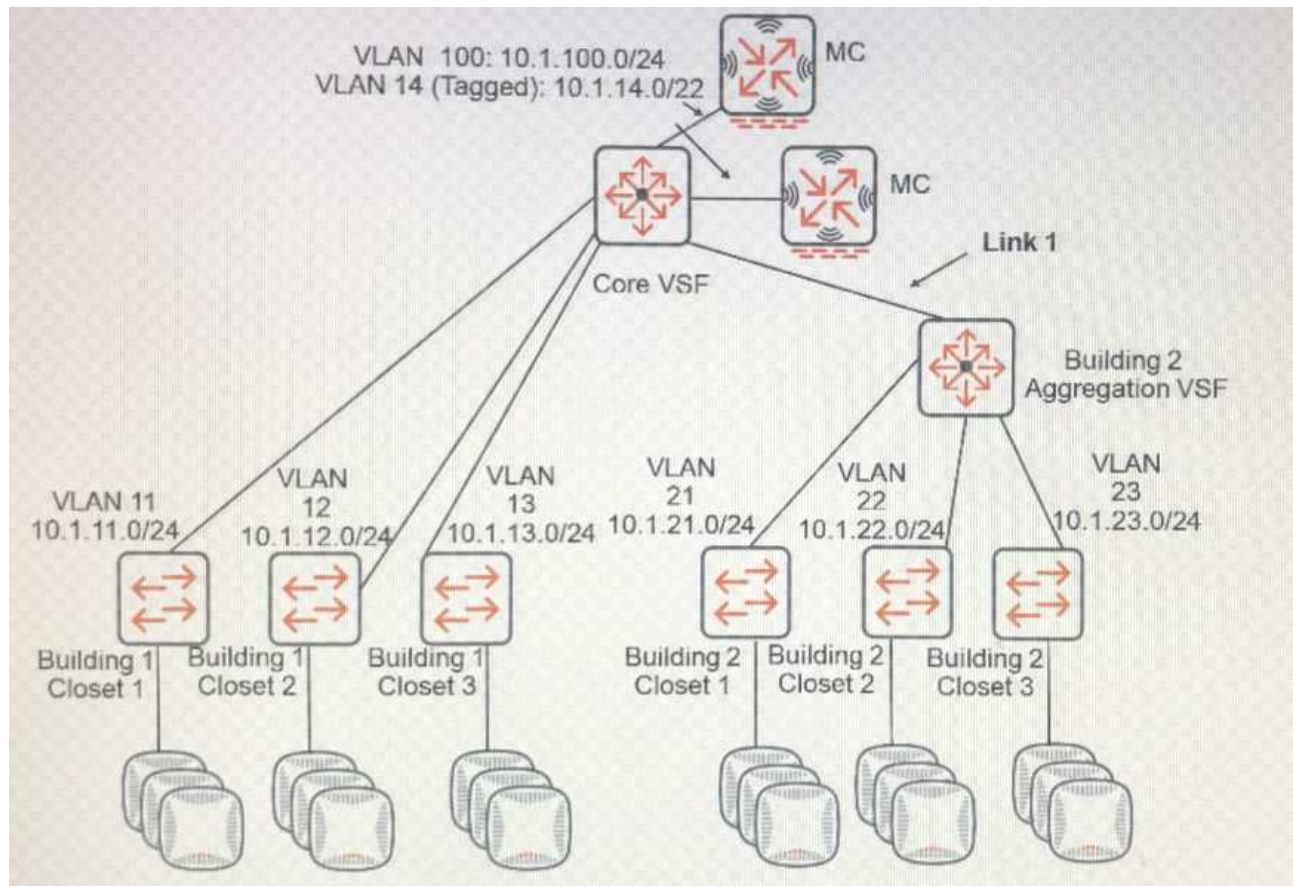 VLAN 100: 10.1.100.0/24
VLAN 14 (Tagged): 10.1.14.0/22
MC
MC
Link 1
Core VSF
Building 2
Aggregation VSF
VLAN 11
10.1.11.0/24
VLAN
12
10.1.12.0/24
VLAN
13
10.1.13.0/24
VLAN
21
10.1.21.0/24
VLAN
22
10.1.22.0/24
VLAN
23
10.1.23.0/24
Building 1
Closet 1
Building 1
Closet 2
Building 1
Closet 3
Building 2
Closet 1
Building 2
Closet 2
Building 2
Closet 3